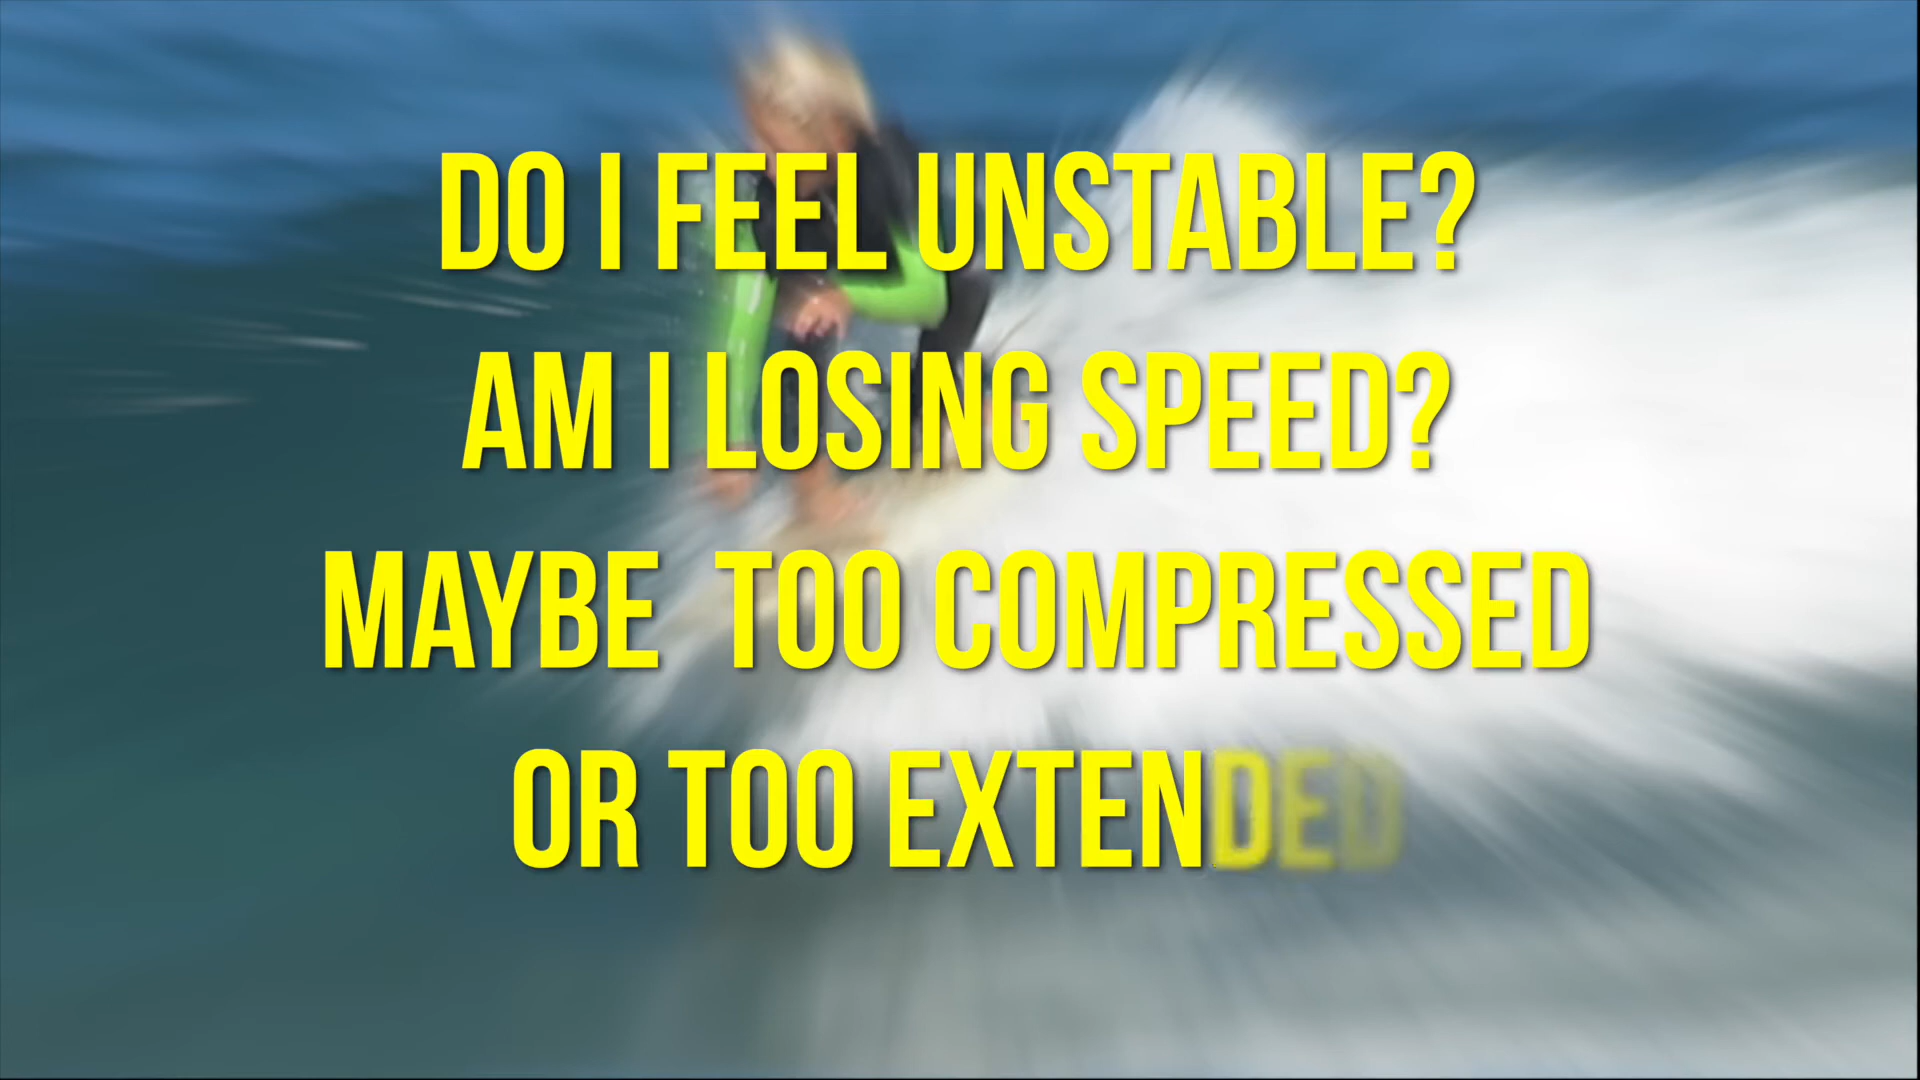 DO I FEEL UNSTABLE?
AM I LOSING SPEED?
MAYBE  TOO COMPRESSED
OR TOO EXTENDED